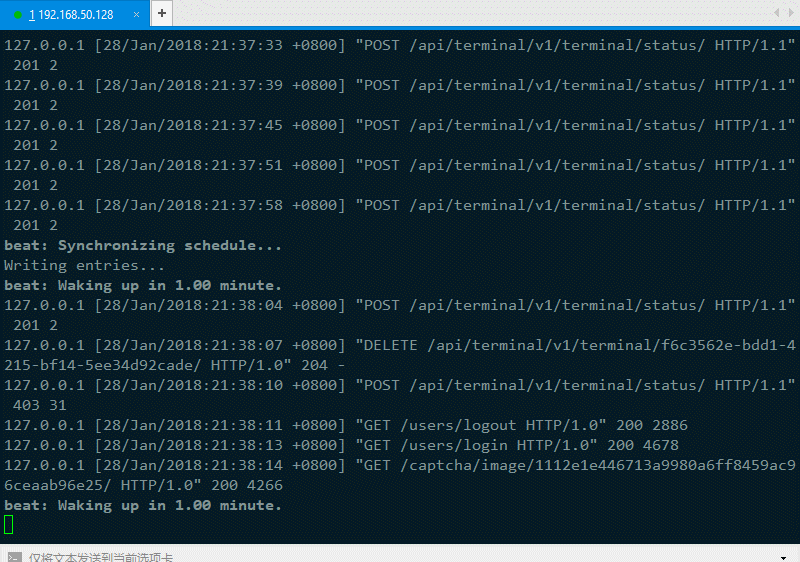 1 192.168.50.128 × +
127.0.0.1 [28/Jan/2018:21:37:33 +0800] "POST /api/terminal/v1/terminal/status/ HTTP/1.1"
201 2
127.0.0.1 [28/Jan/2018:21:37:39 +0800] "POST /api/terminal/v1/terminal/status/ HTTP/1.1"
201 2
127.0.0.1 [28/Jan/2018:21:37:45 +0800] "POST /api/terminal/v1/terminal/status/ HTTP/1.1"
201 2
127.0.0.1 [28/Jan/2018:21:37:51 +0800] "POST /api/terminal/v1/terminal/status/ HTTP/1.1"
201 2
127.0.0.1 [28/Jan/2018:21:37:58 +0800] "POST /api/terminal/v1/terminal/status/ HTTP/1.1"
201 2
beat: Synchronizing schedule...
Writing entries...
beat: Waking up in 1.00 minute.
127.0.0.1 [28/Jan/2018:21:38:04 +0800] "POST /api/terminal/v1/terminal/status/ HTTP/1.1"
201 2
127.0.0.1 [28/Jan/2018:21:38:07 +0800] "DELETE /api/terminal/v1/terminal/f6c3562e-bdd1-4
215-bf14-5ee34d92cade/ HTTP/1.0" 204 -
127.0.0.1 [28/Jan/2018:21:38:10 +0800] "POST /api/terminal/v1/terminal/status/ HTTP/1.1"
403 31
127.0.0.1 [28/Jan/2018:21:38:11 +0800] "GET /users/logout HTTP/1.0" 200 2886
127.0.0.1 [28/Jan/2018:21:38:13 +0800] "GET /users/login HTTP/1.0" 200 4678
127.0.0.1 [28/Jan/2018:21:38:14 +0800] "GET /captcha/image/1112e1e446713a9980a6ff8459ac9
6ceaab96e25/ HTTP/1.0" 200 4266
beat: Waking up in 1.00 minute.
仅将文本发送到当前选项卡